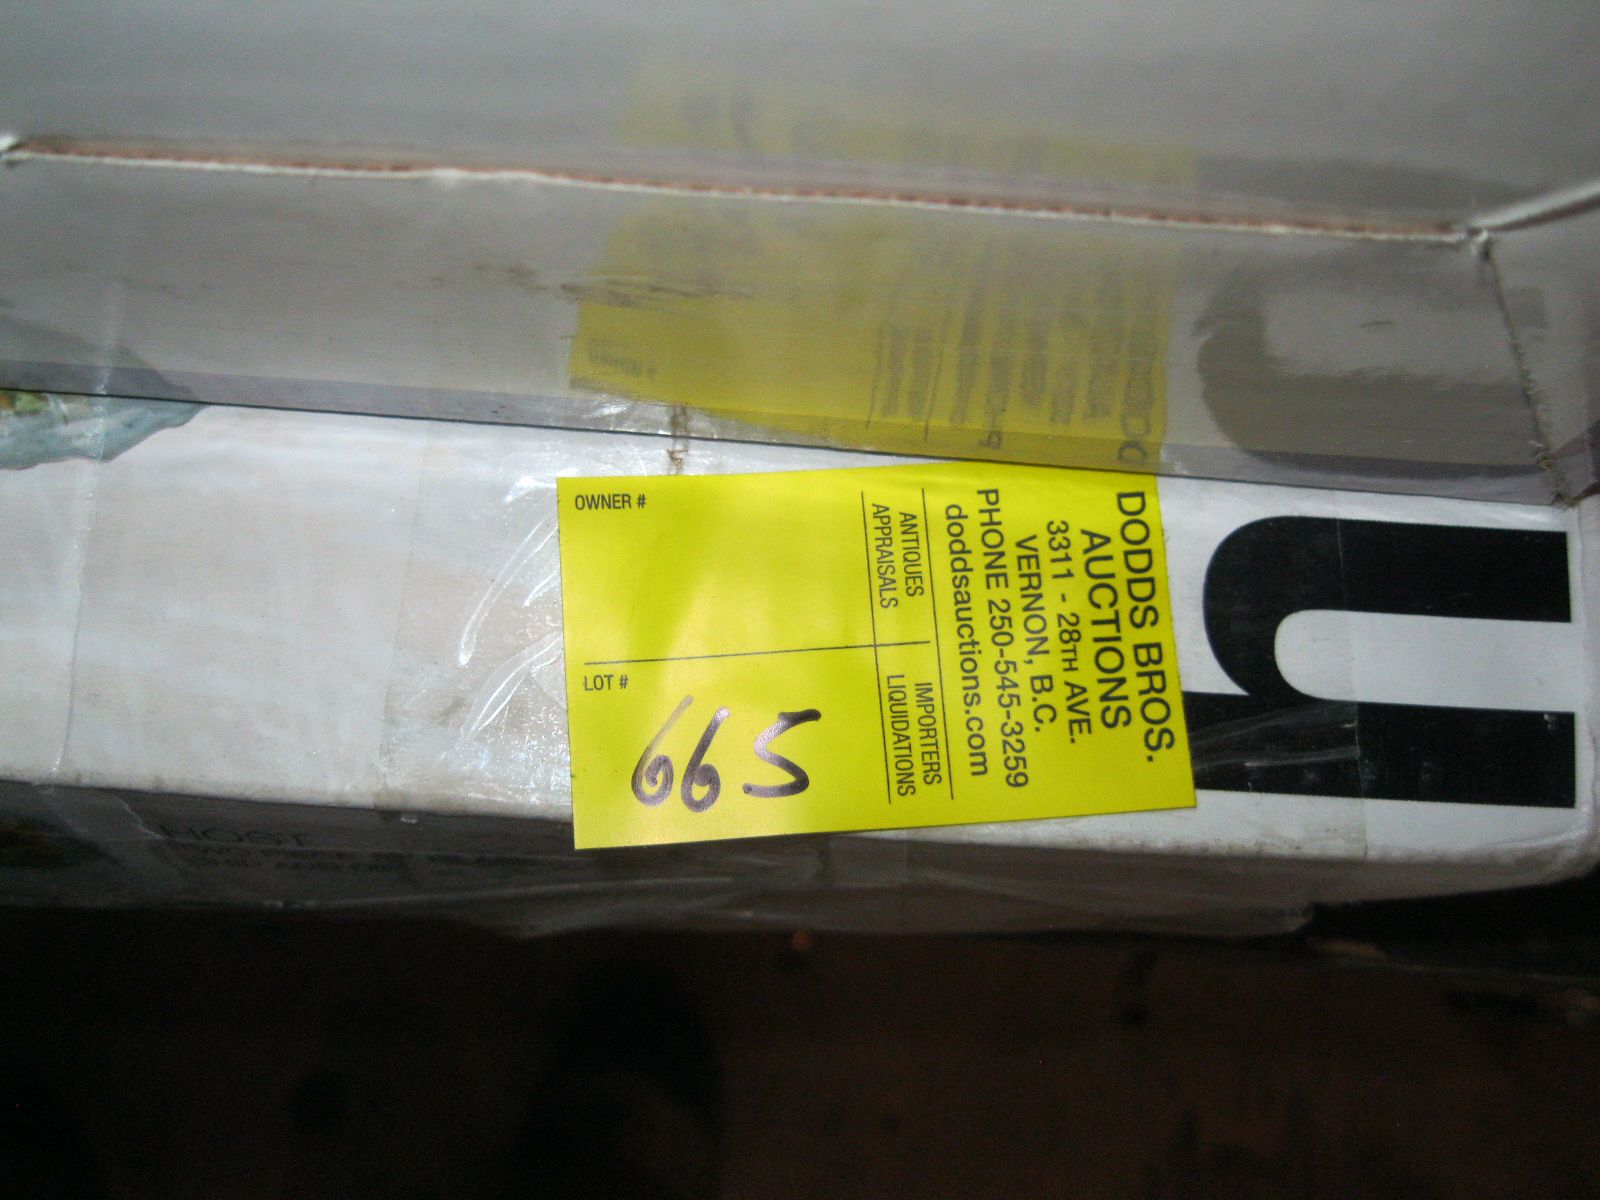 DODDS BROS.
AUCTIONS
3311 - 28TH AVE.
VERNON, B.C.
PHONE 250-545-3259
doddsauctions.com
ANTIQUES
APPRAISALS
IMPORTERS
LIQUIDATIONS
OWNER #
LOT #
665
HOST